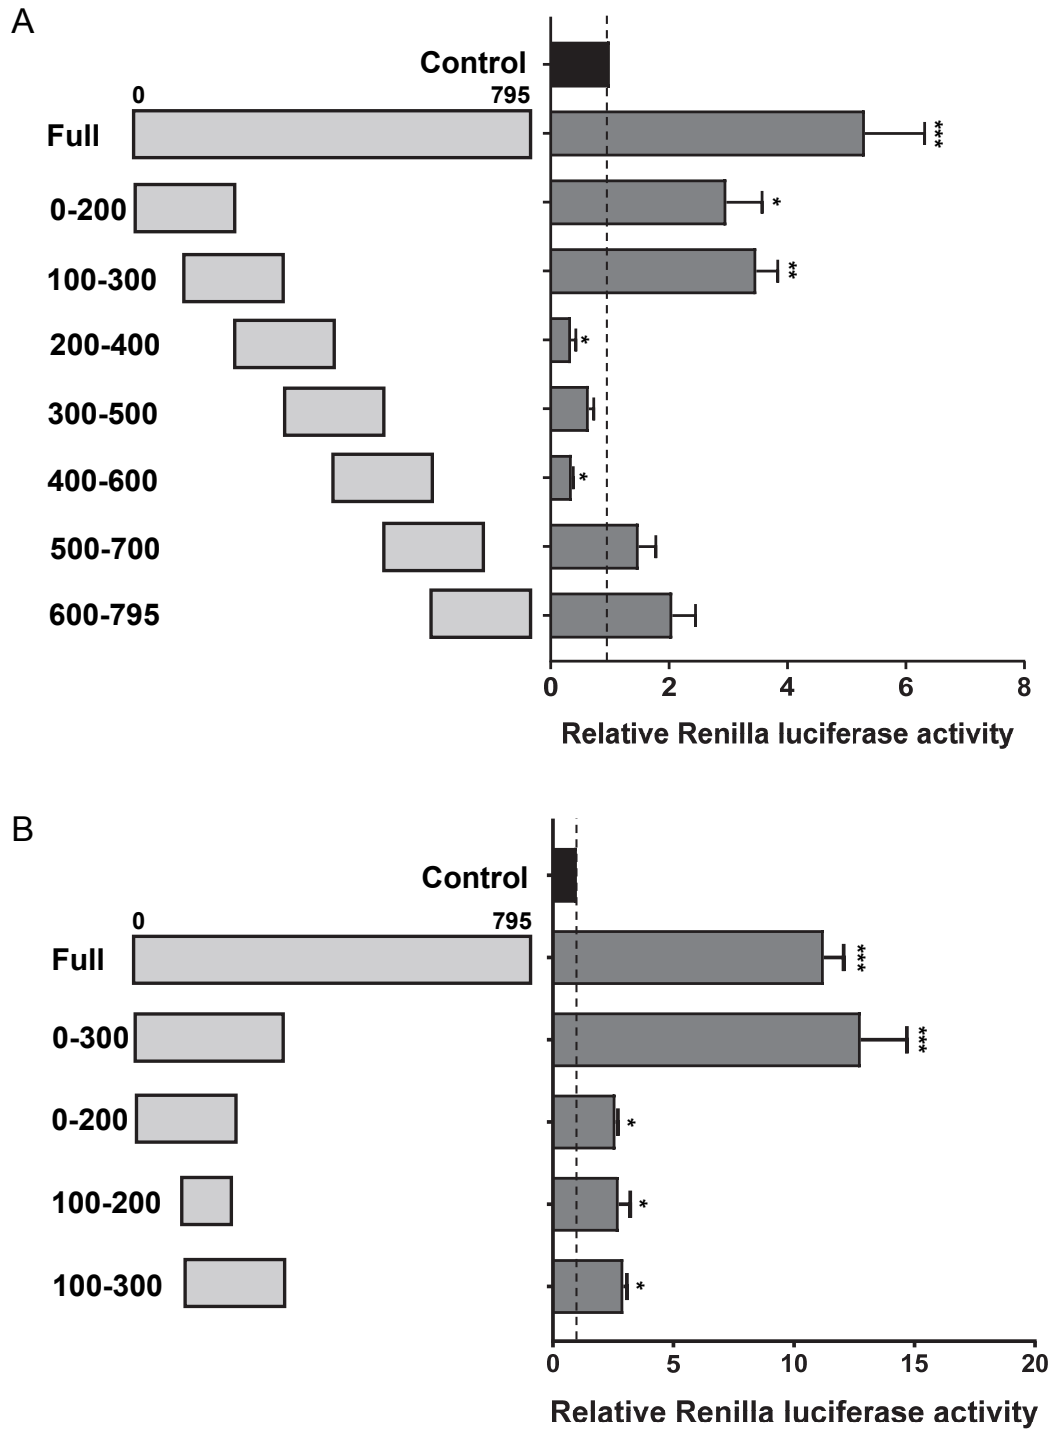 A
Control
0 795
Full ***
0-200 *
100-300 **
200-400 *
300-500
400-600 *
500-700
600-795
0 2 4 6 8
Relative Renilla luciferase activity
B
Control
0 795
Full ***
0-300 ***
0-200 *
100-200 *
100-300 *
0 5 10 15 20
Relative Renilla luciferase activity